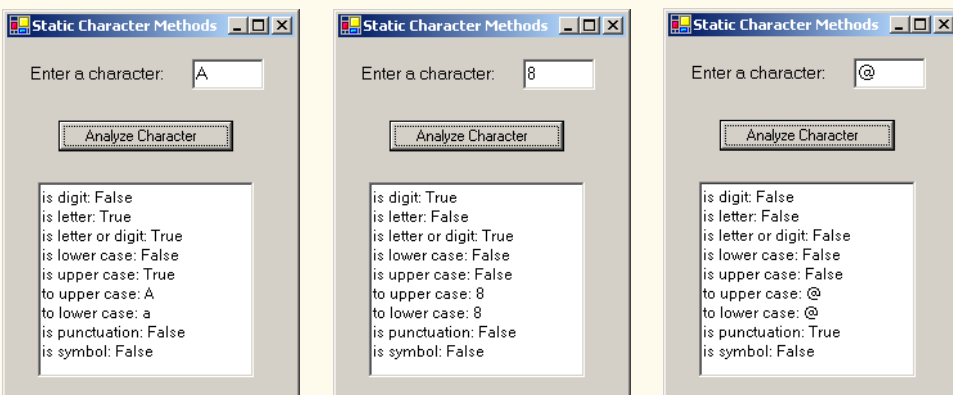 Static Character Methods
Enter a character: A
Analyze Character
is digit: False
is letter: True
is letter or digit: True
is lower case: False
is upper case: True
to upper case: A
to lower case: a
is punctuation: False
is symbol: False
Static Character Methods
Enter a character: 8
Analyze Character
is digit: True
is letter: False
is letter or digit: True
is lower case: False
is upper case: False
to upper case: 8
to lower case: 8
is punctuation: False
is symbol: False
Static Character Methods
Enter a character: @
Analyze Character
is digit: False
is letter: False
is letter or digit: False
is lower case: False
is upper case: False
to upper case: @
to lower case: @
is punctuation: True
is symbol: False